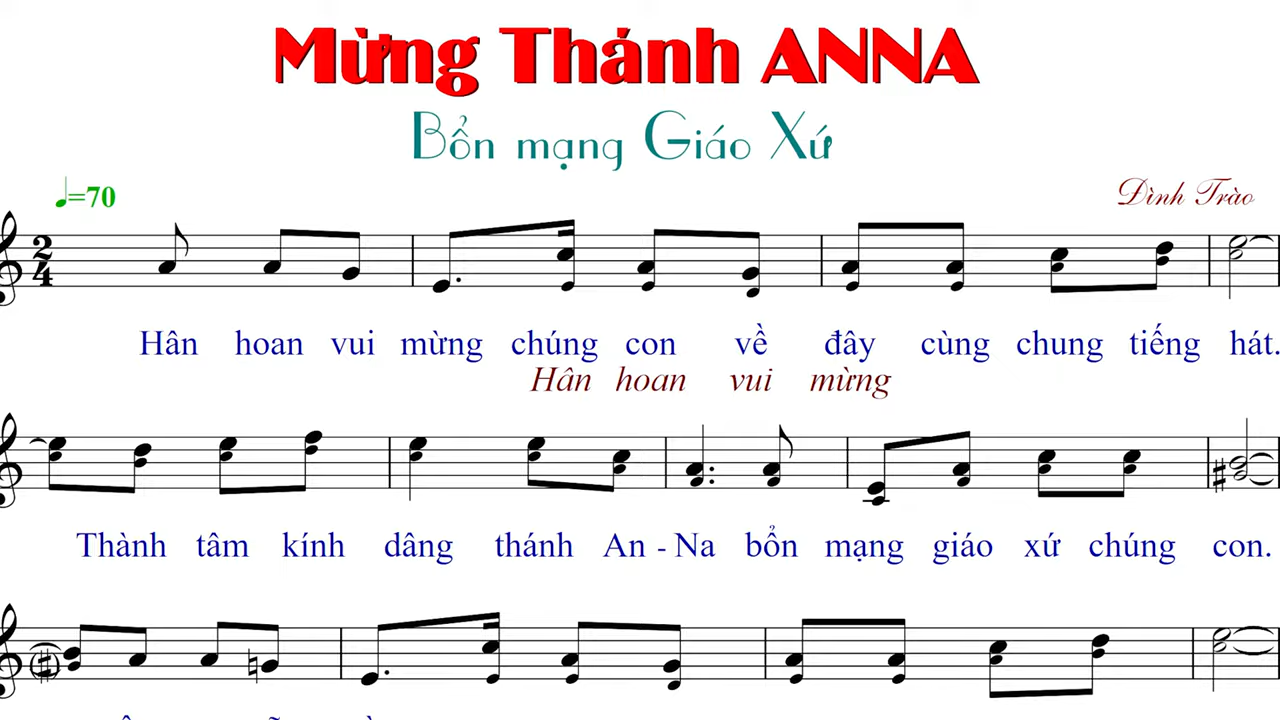 Mừng Thánh ANNA
Bổn mạng Giáo Xứ
=70
Đình Trào
2
4
Hân hoan vui mừng chúng con về đây cùng chung tiếng hát.
Hân hoan vui mừng
Thành tâm kính dâng thánh An - Na bổn mạng giáo xứ chúng con.